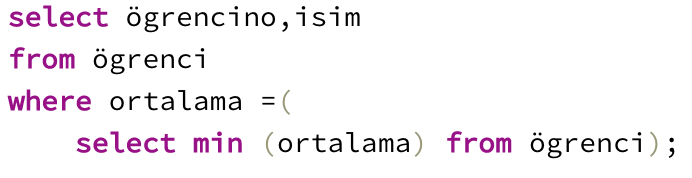 select ögrencino,isim
from ögrenci
where ortalama =(
    select min (ortalama) from ögrenci);